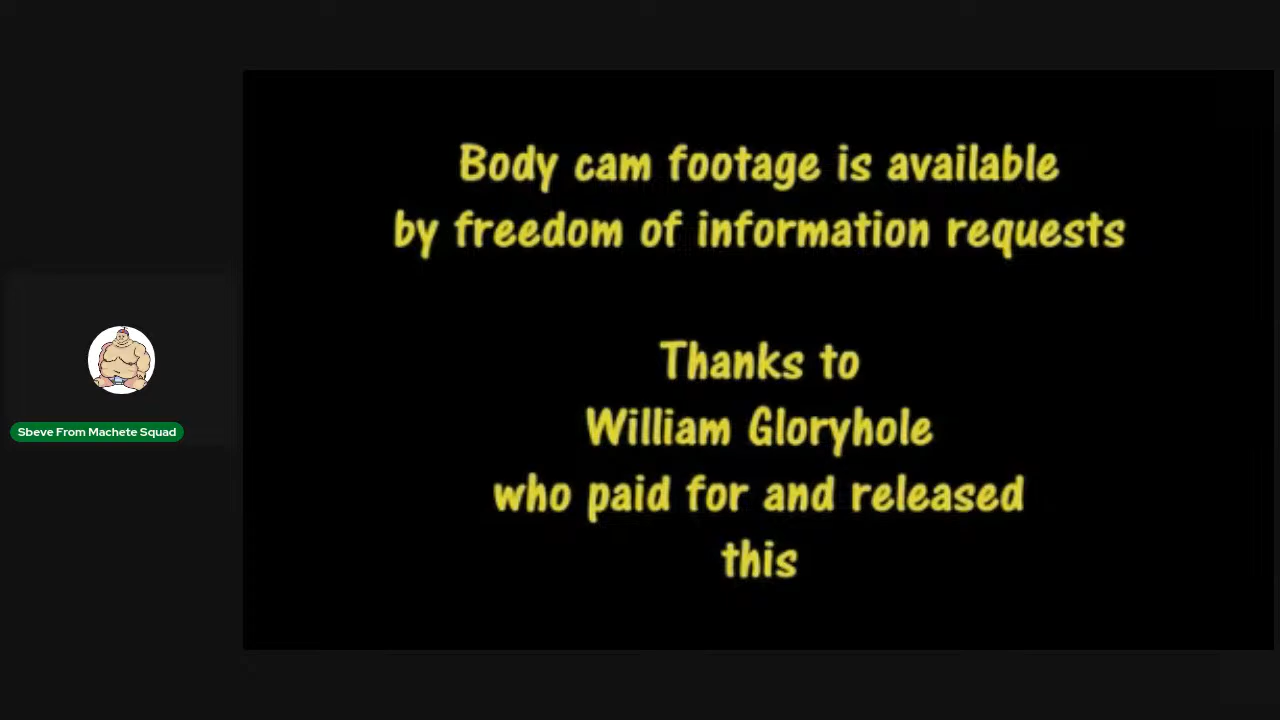 Body cam footage is available
by freedom of information requests
Thanks to
William Gloryhole
who paid for and released
this
Sbeve From Machete Squad